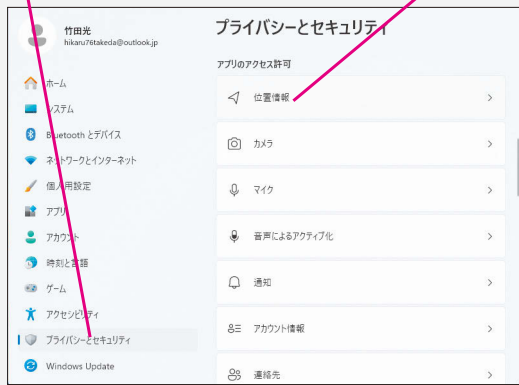 竹田光
hikaru76takeda@outlook.jp
ホーム
システム
Bluetooth とデバイス
ネットワークとインターネット
個人用設定
アプリ
アカウント
時刻と言語
ゲーム
アクセシビリティ
プライバシーとセキュリティ
Windows Update
プライバシーとセキュリティ
アプリのアクセス許可
位置情報
カメラ
マイク
音声によるアクティブ化
通知
アカウント情報
連絡先